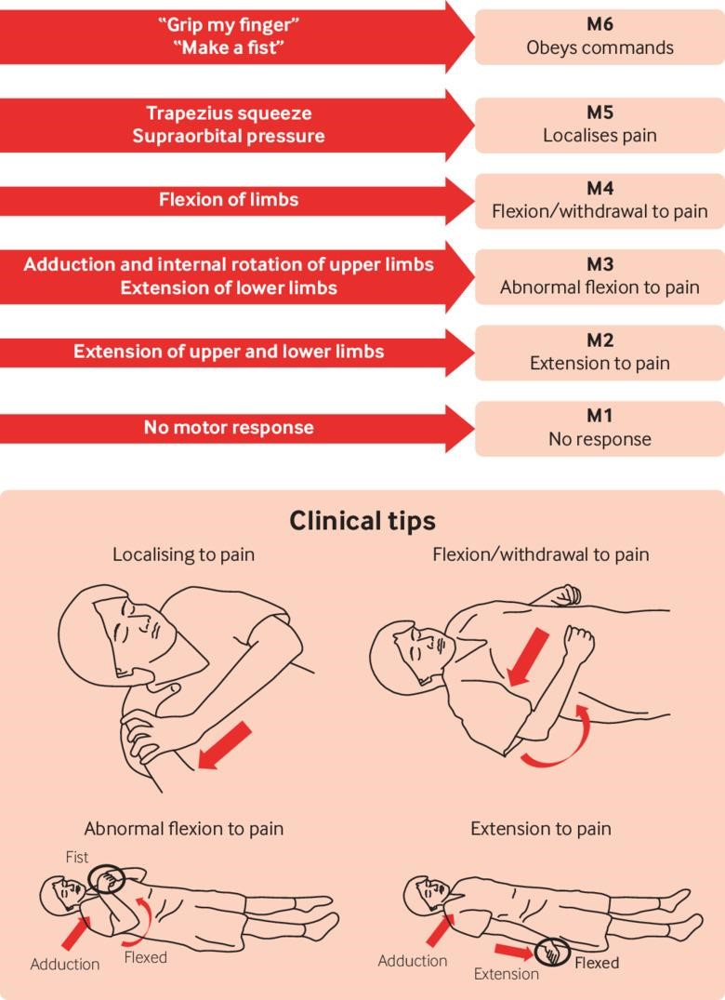 “Grip my finger”
“Make a fist”
M6
Obeys commands
Trapezius squeeze
Supraorbital pressure
M5
Localises pain
Flexion of limbs
M4
Flexion/withdrawal to pain
Adduction and internal rotation of upper limbs
Extension of lower limbs
M3
Abnormal flexion to pain
Extension of upper and lower limbs
M2
Extension to pain
No motor response
M1
No response
Clinical tips
Localising to pain
Flexion/withdrawal to pain
Abnormal flexion to pain
Fist
Adduction
Flexed
Extension to pain
Adduction
Extension
Flexed